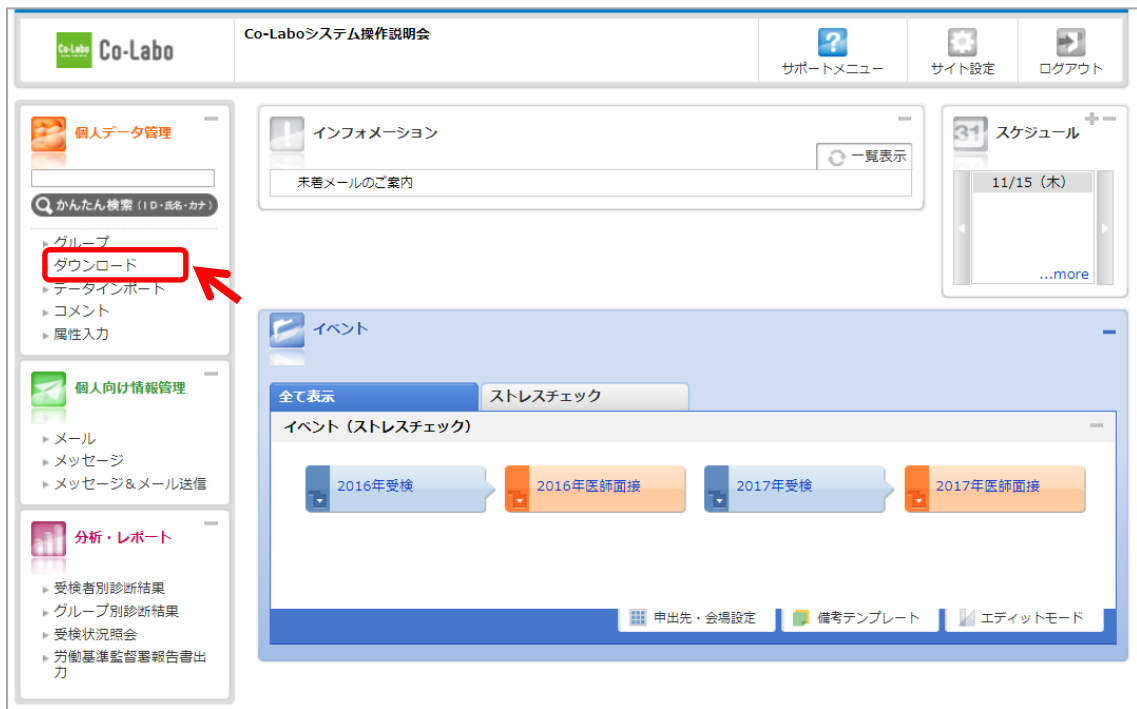 Co-Labo
Co-Labo
Co-Laboシステム操作説明会
サポートメニュー
サイト設定
ログアウト
個人データ管理
かんたん検索 (ID・氏名・カナ)
グループ
ダウンロード
データインポート
コメント
属性入力
個人向け情報管理
メール
メッセージ
メッセージ&メール送信
分析・レポート
受検者別診断結果
グループ別診断結果
受検状況照会
労働基準監督署報告書出
力
インフォメーション
一覧表示
未着メールのご案内
31
スケジュール
11/15（木）
...more
イベント
全て表示
ストレスチェック
イベント（ストレスチェック）
2016年受検
2016年医師面接
2017年受検
2017年医師面接
申出先・会場設定
備考テンプレート
エディットモード